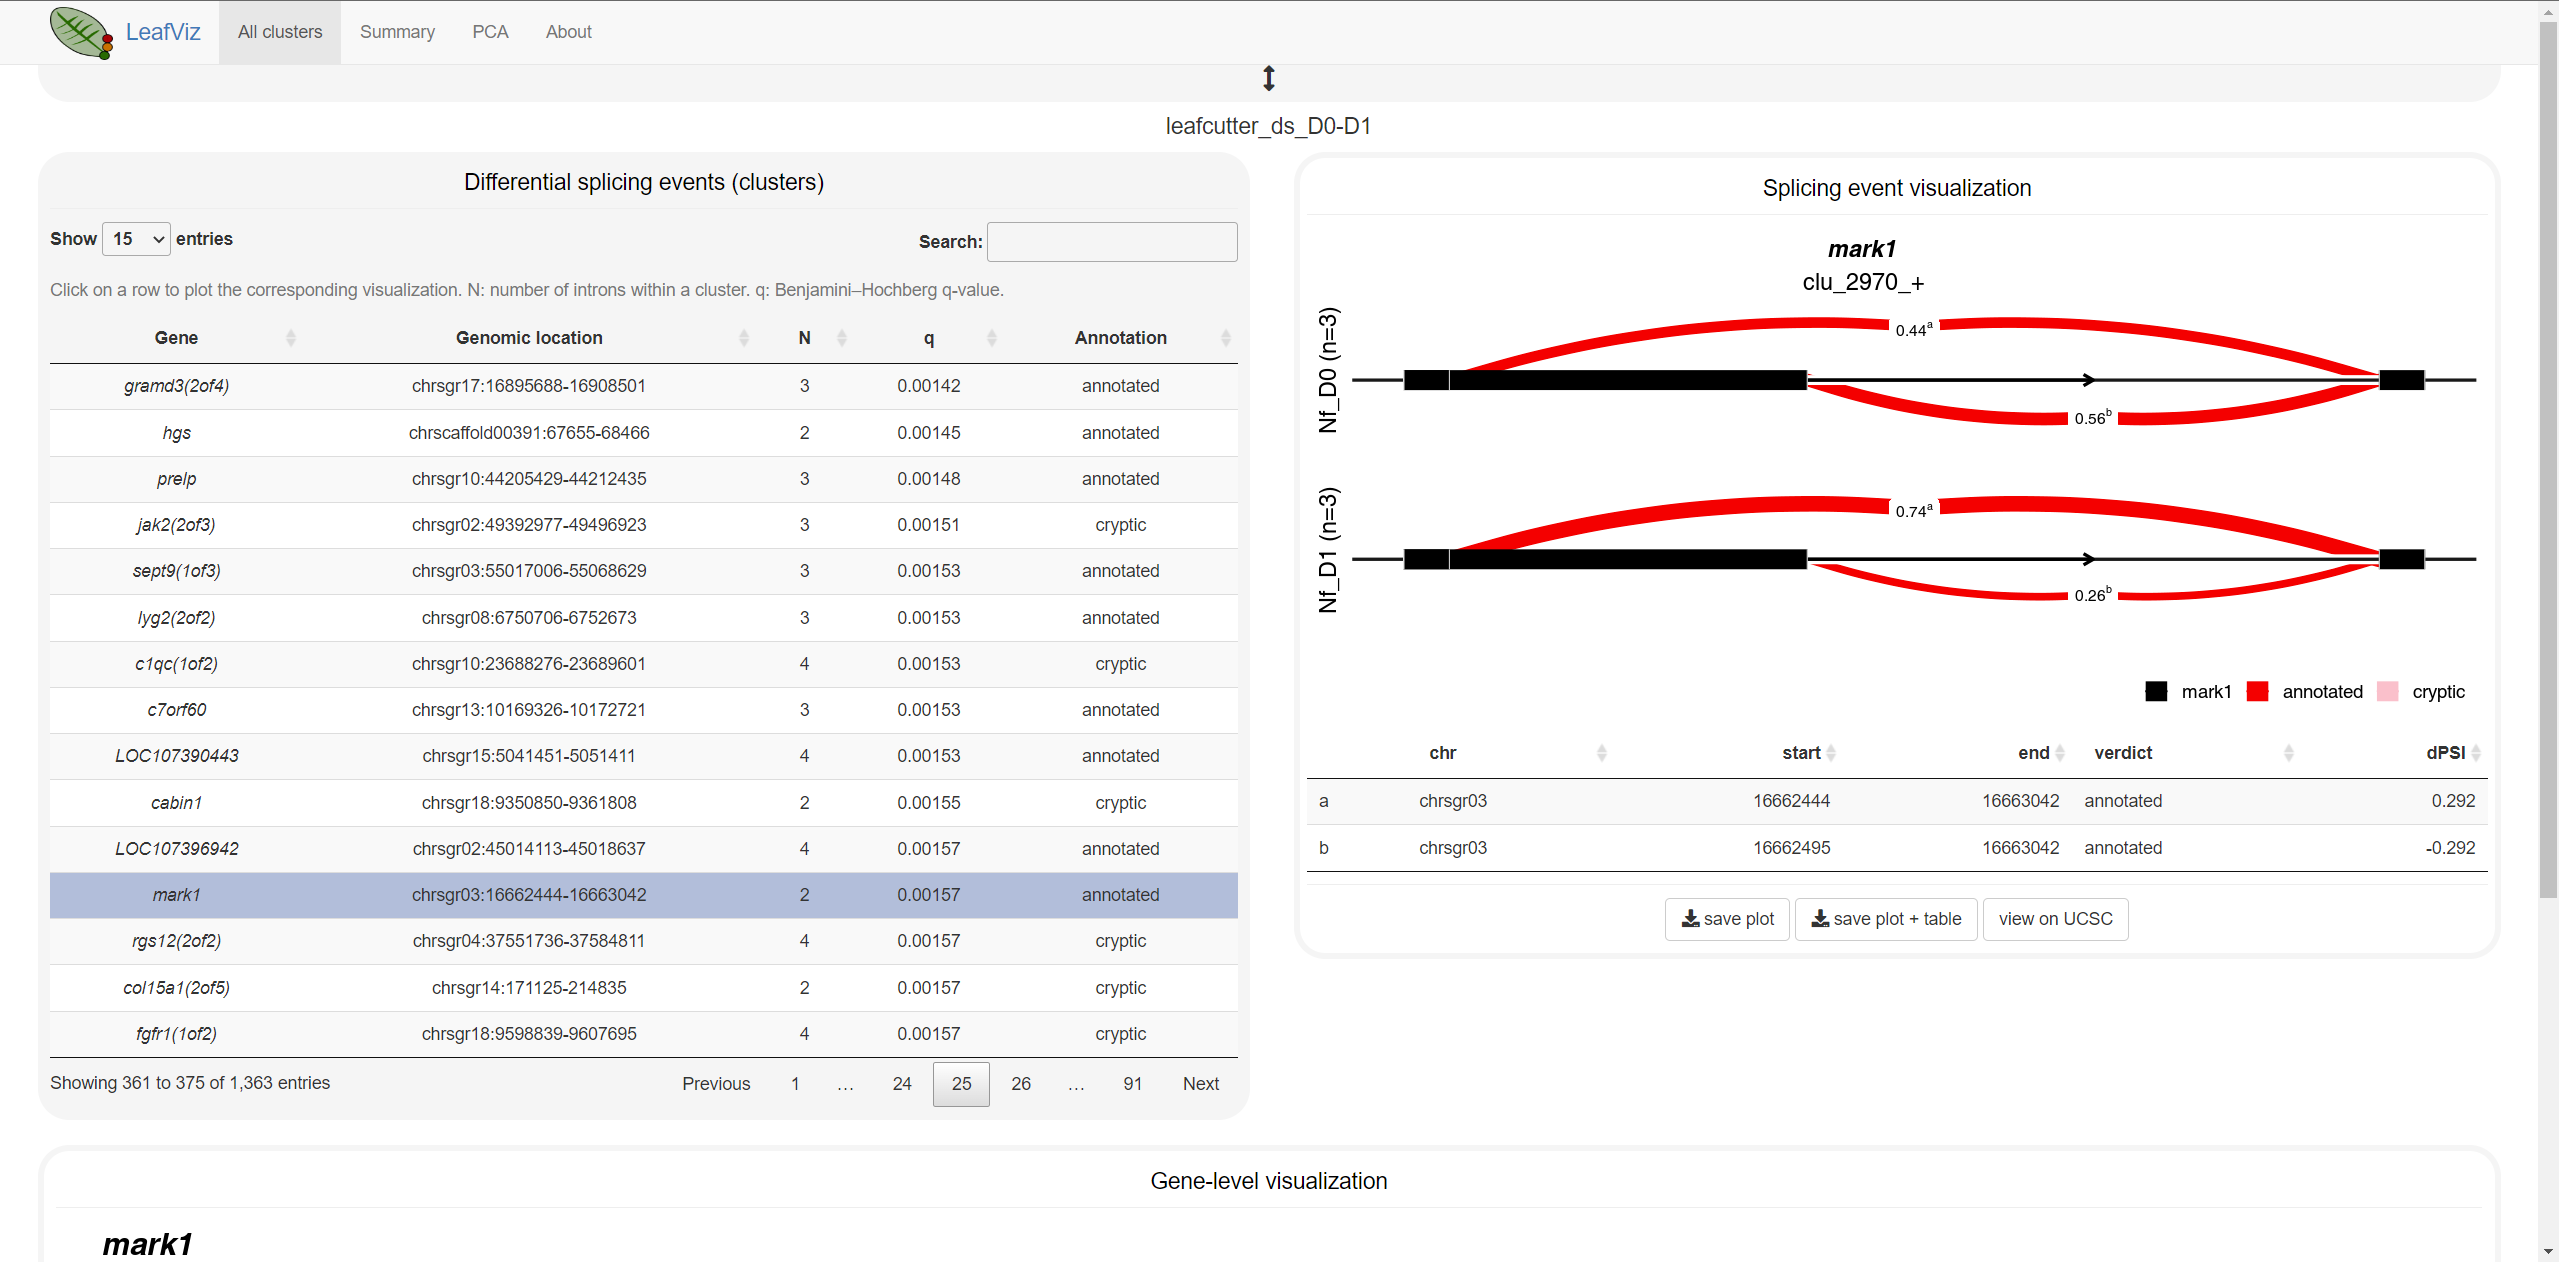 LeafViz All clusters Summary PCA About
leafcutter_ds_D0-D1
Differential splicing events (clusters)
Show 15 entries Search:
Click on a row to plot the corresponding visualization. N: number of introns within a cluster. q: Benjamini–Hochberg q-value.
Gene Genomic location N q Annotation
gramd3(2of4) chrsgr17:16895688-16908501 3 0.00142 annotated
hgs chrscaffold00391:67655-68466 2 0.00145 annotated
prelp chrsgr10:44205429-44212435 3 0.00148 annotated
jak2(2of3) chrsgr02:49392977-49496923 3 0.00151 cryptic
sept9(1of3) chrsgr03:55017006-55068629 3 0.00153 annotated
lyg2(2of2) chrsgr08:6750706-6752673 3 0.00153 annotated
c1qc(1of2) chrsgr10:23688276-23689601 4 0.00153 cryptic
c7orf60 chrsgr13:10169326-10172721 3 0.00153 annotated
LOC107390443 chrsgr15:5041451-5051411 4 0.00153 annotated
cabin1 chrsgr18:9350850-9361808 2 0.00155 cryptic
LOC107396942 chrsgr02:45014113-45018637 4 0.00157 annotated
mark1 chrsgr03:16662444-16663042 2 0.00157 annotated
rgs12(2of2) chrsgr04:37551736-37584811 4 0.00157 cryptic
col15a1(2of5) chrsgr14:171125-214835 2 0.00157 cryptic
fgfr1(1of2) chrsgr18:9598839-9607695 4 0.00157 cryptic
Showing 361 to 375 of 1,363 entries Previous 1 … 24 25 26 … 91 Next
Splicing event visualization
mark1
clu_2970_+
Nf_D0 (n=3)
0.44a
0.56b
Nf_D1 (n=3)
0.74a
0.26b
mark1 annotated cryptic
chr start end verdict dPSI
a chrsgr03 16662444 16663042 annotated 0.292
b chrsgr03 16662495 16663042 annotated -0.292
save plot save plot + table view on UCSC
Gene-level visualization
mark1